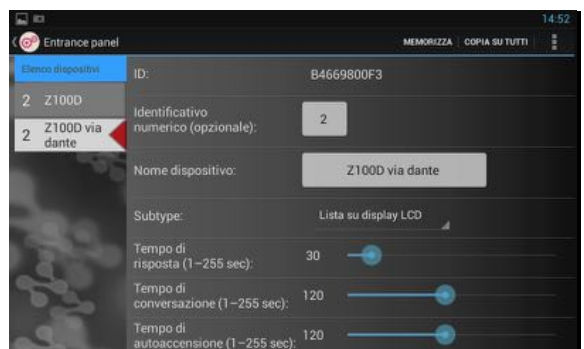 14:52
Entrance panel
MEMORIZZA
COPIA SU TUTTI
Elenco dispositivi
2 Z100D
2 Z100D via
dante
ID:
B4669800F3
Identificativo
numerico (opzionale):
2
Nome dispositivo:
Z100D via dante
Subtype:
Lista su display LCD
Tempo di
risposta (1–255 sec):
30
Tempo di
conversazione (1–255 sec):
120
Tempo di
autoaccensione (1–255 sec):
120